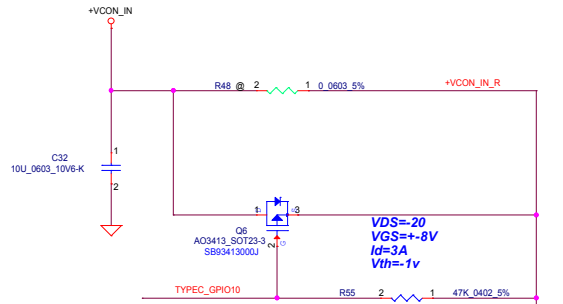 +VCON_IN
R48 @ 2 1 0_0603_5% +VCON_IN_R
C32
10U_0603_10V6-K
1
2
1 3
Q6
AO3413_SOT23-3
SB93413000J
2 G
VDS=-20
VGS=+-8V
Id=3A
Vth=-1v
TYPEC_GPIO10
R55 2 1 47K_0402_5%